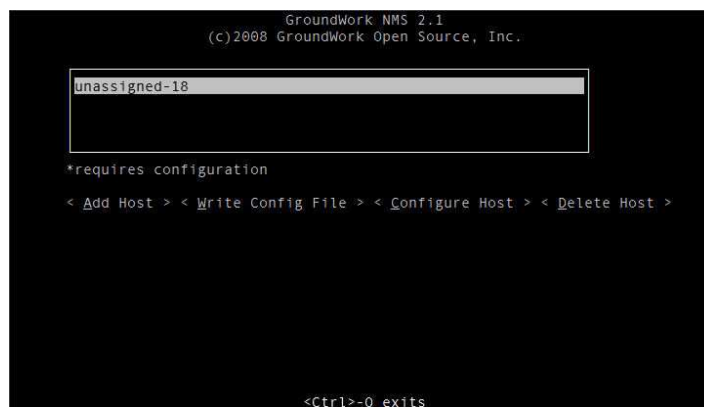 GroundWork NMS 2.1
(c)2008 GroundWork Open Source, Inc.
unassigned-18
*requires configuration
< Add Host > < Write Config File > < Configure Host > < Delete Host >
<Ctrl>-Q exits